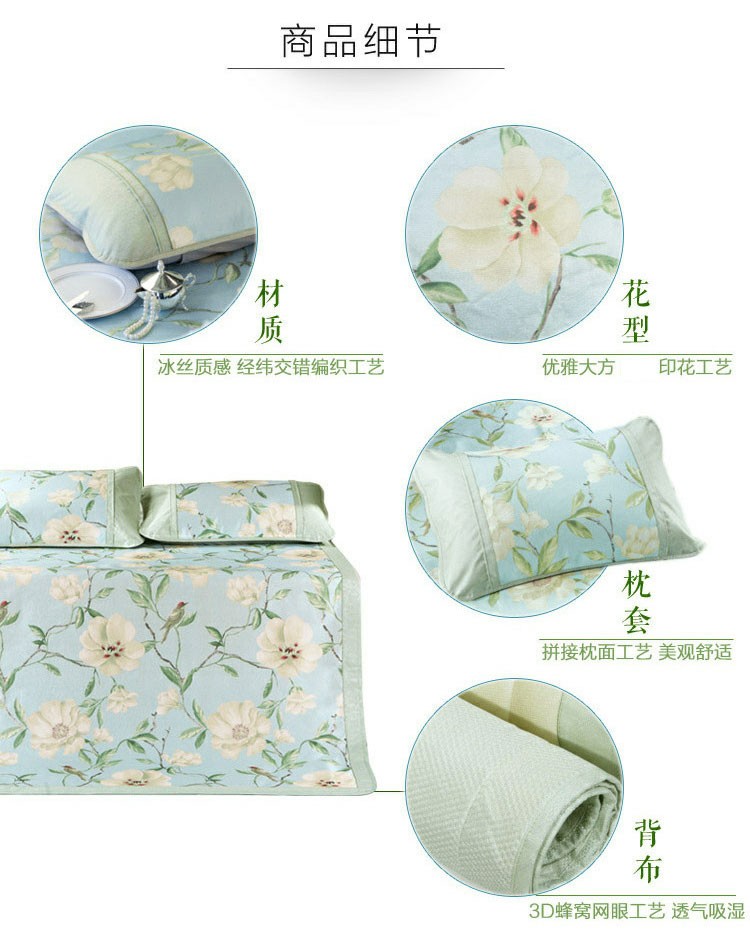 商品细节
材质
冰丝质感 经纬交错编织工艺
花型
优雅大方 印花工艺
枕套
拼接枕面工艺 美观舒适
背布
3D蜂窝网眼工艺 透气吸湿